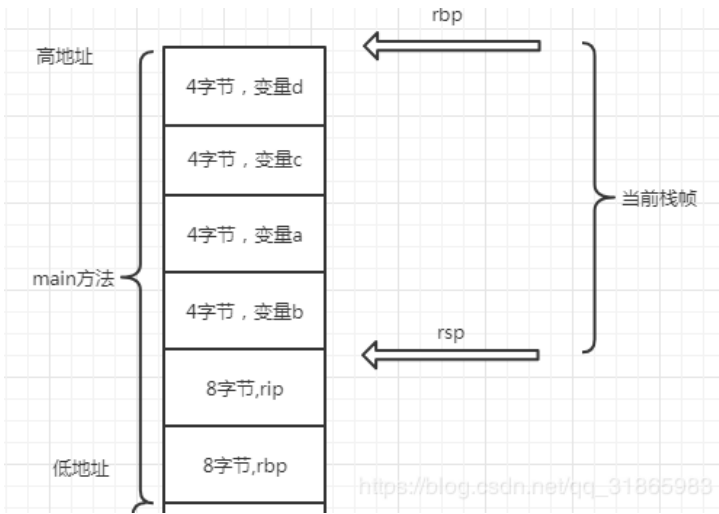 rbp
高地址
4字节，变量d
4字节，变量c
当前栈帧
4字节，变量a
main方法
4字节，变量b
rsp
8字节,rip
低地址
8字节,rbp
https://blog.csdn.net/qq_31865983